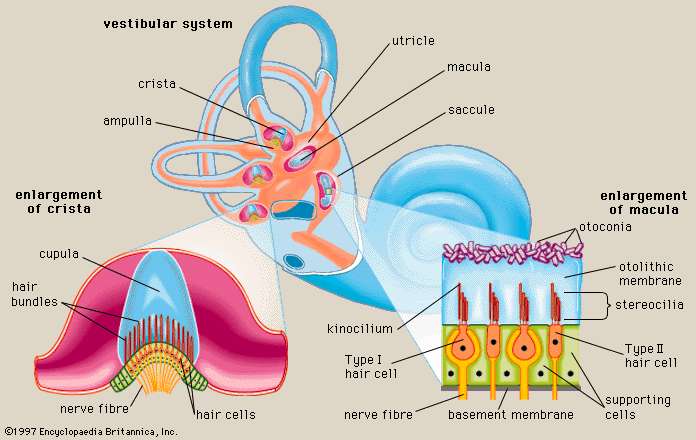 vestibular system
utricle
macula
crista
saccule
ampulla
enlargement
of crista
enlargement
of macula
otoconia
cupula
otolithic
membrane
hair
bundles
stereocilia
kinocilium
Type I
hair cell
Type II
hair cell
nerve fibre
hair cells
nerve fibre
basement membrane
supporting
cells
©1997 Encyclopaedia Britannica, Inc.